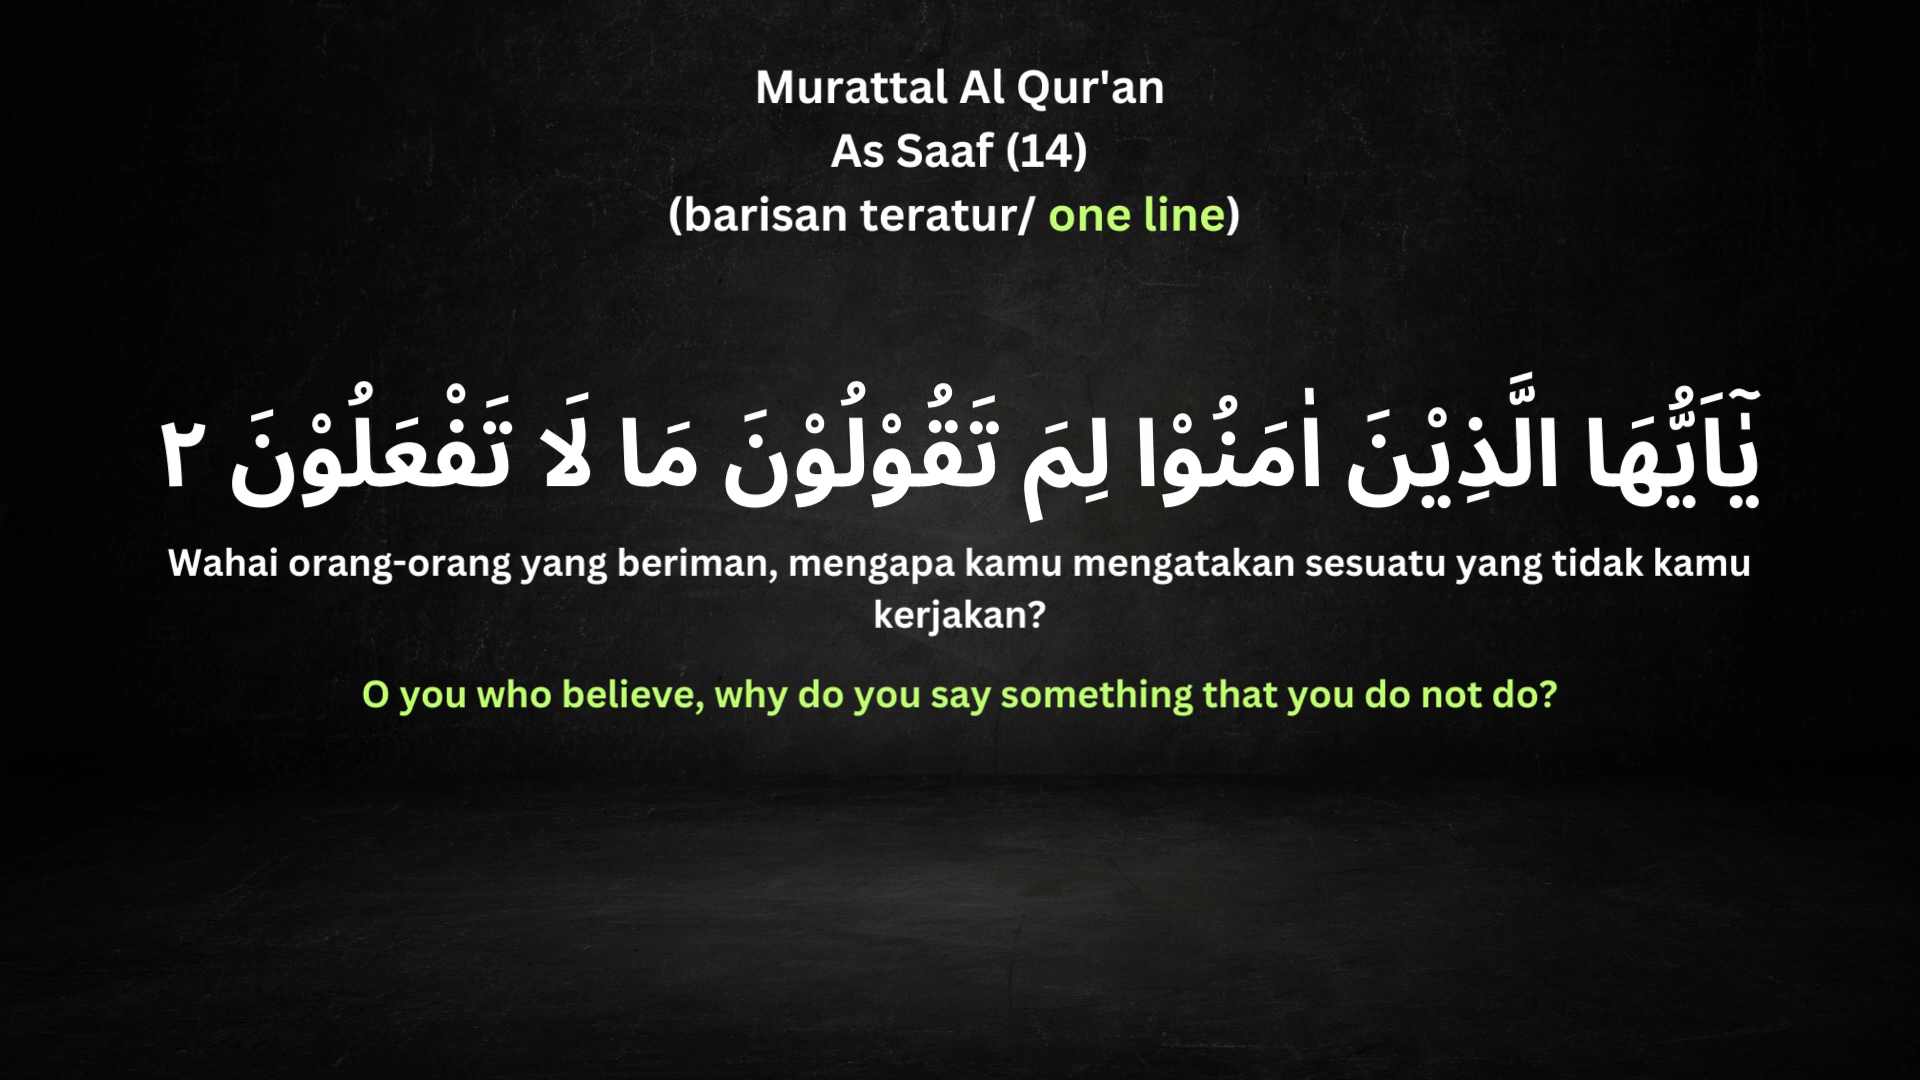 Murattal Al Qur'an
As Saaf (14)
(barisan teratur/ one line)
يٰٓاَيُّهَا الَّذِيْنَ اٰمَنُوْا لِمَ تَقُوْلُوْنَ مَا لَا تَفْعَلُوْنَ ٢
Wahai orang-orang yang beriman, mengapa kamu mengatakan sesuatu yang tidak kamu
kerjakan?
O you who believe, why do you say something that you do not do?